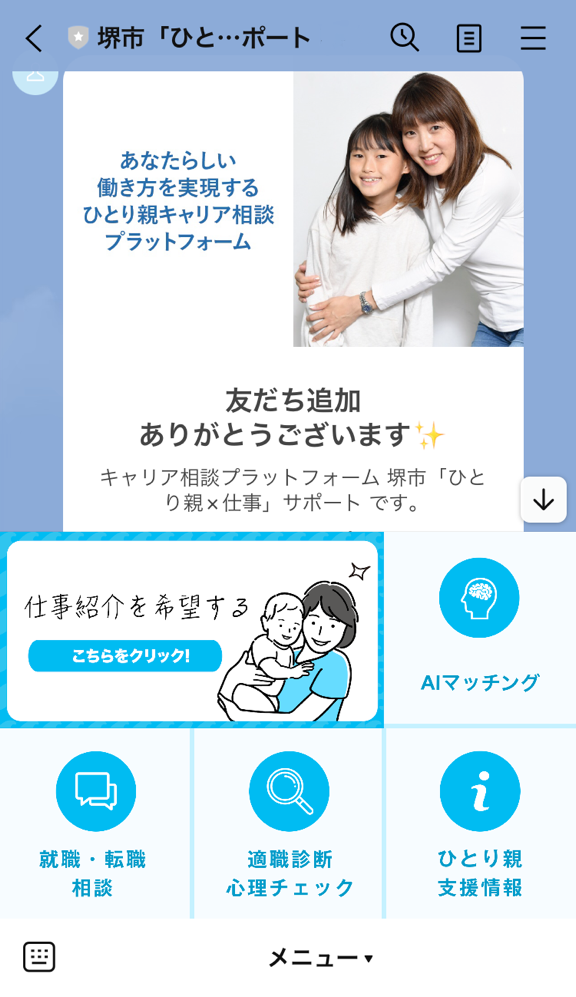 堺市「ひと…ポート
あなたらしい
働き方を実現する
ひとり親キャリア相談
プラットフォーム
友だち追加
ありがとうございます✨
キャリア相談プラットフォーム 堺市「ひと
り親×仕事」サポート です。
仕事紹介を希望する
こちらをクリック!
AIマッチング
就職・転職
相談
適職診断
心理チェック
ひとり親
支援情報
メニュー▾